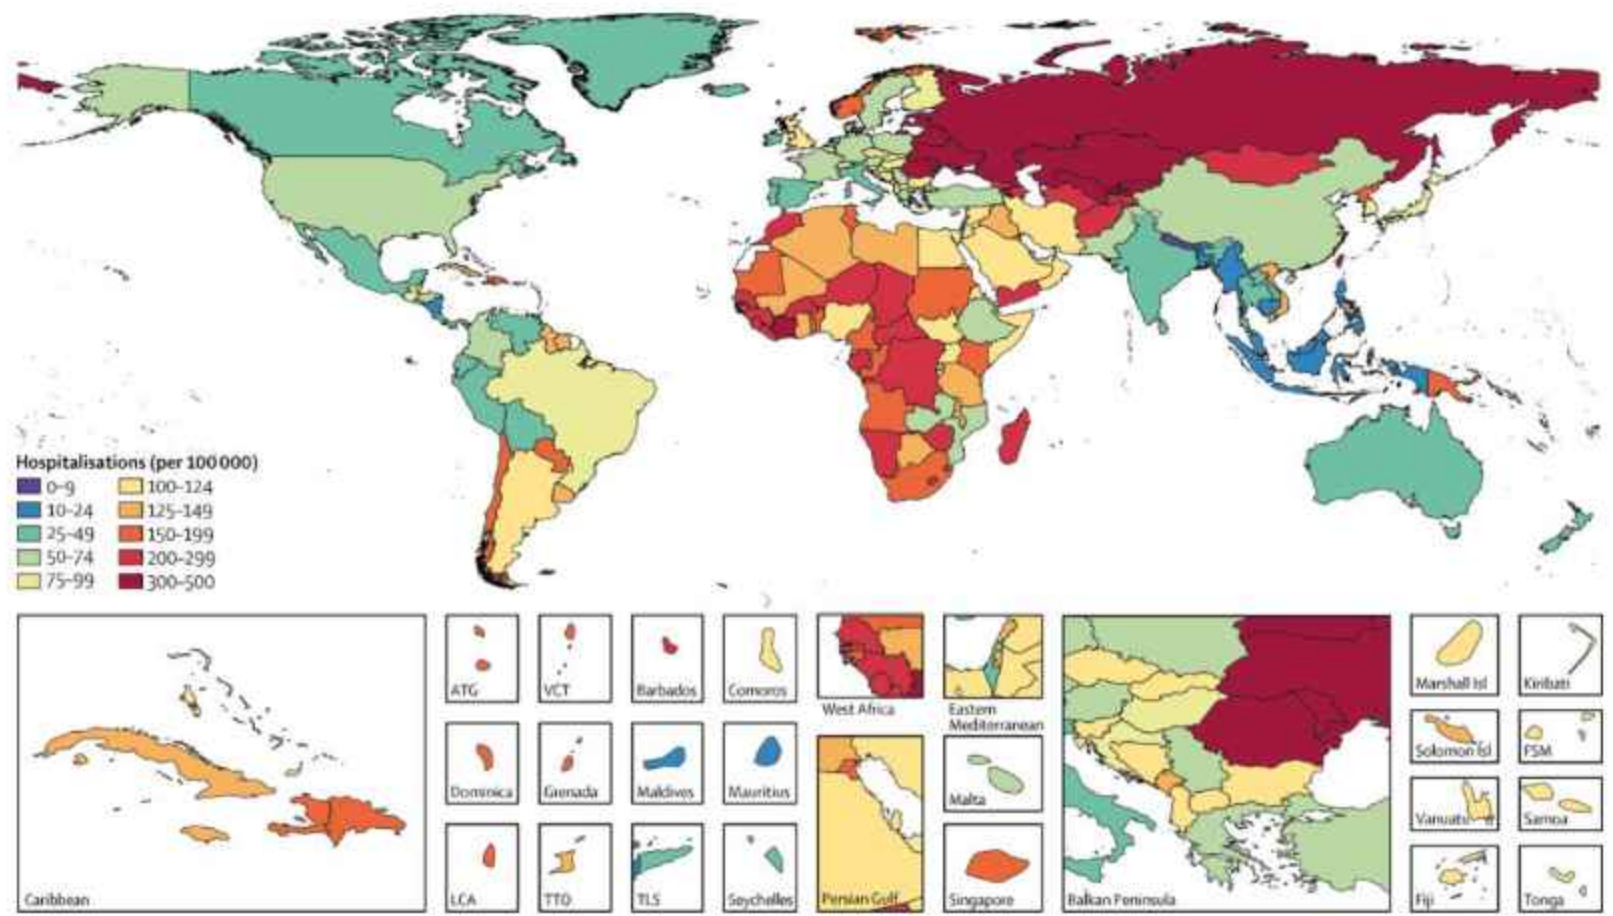 Hospitalisations (per 100 000)
0–9
10–24
25–49
50–74
75–99
100–124
125–149
150–199
200–299
300–500
Caribbean
ATG
VCT
Barbados
Comoros
West Africa
Eastern
Mediterranean
Dominica
Grenada
Maldives
Mauritius
LCA
TTO
TLS
Seychelles
Persian Gulf
Malta
Singapore
Balkan Peninsula
Marshall Isl
Kiribati
Solomon Isl
FSM
Vanuatu
Samoa
Fiji
Tonga